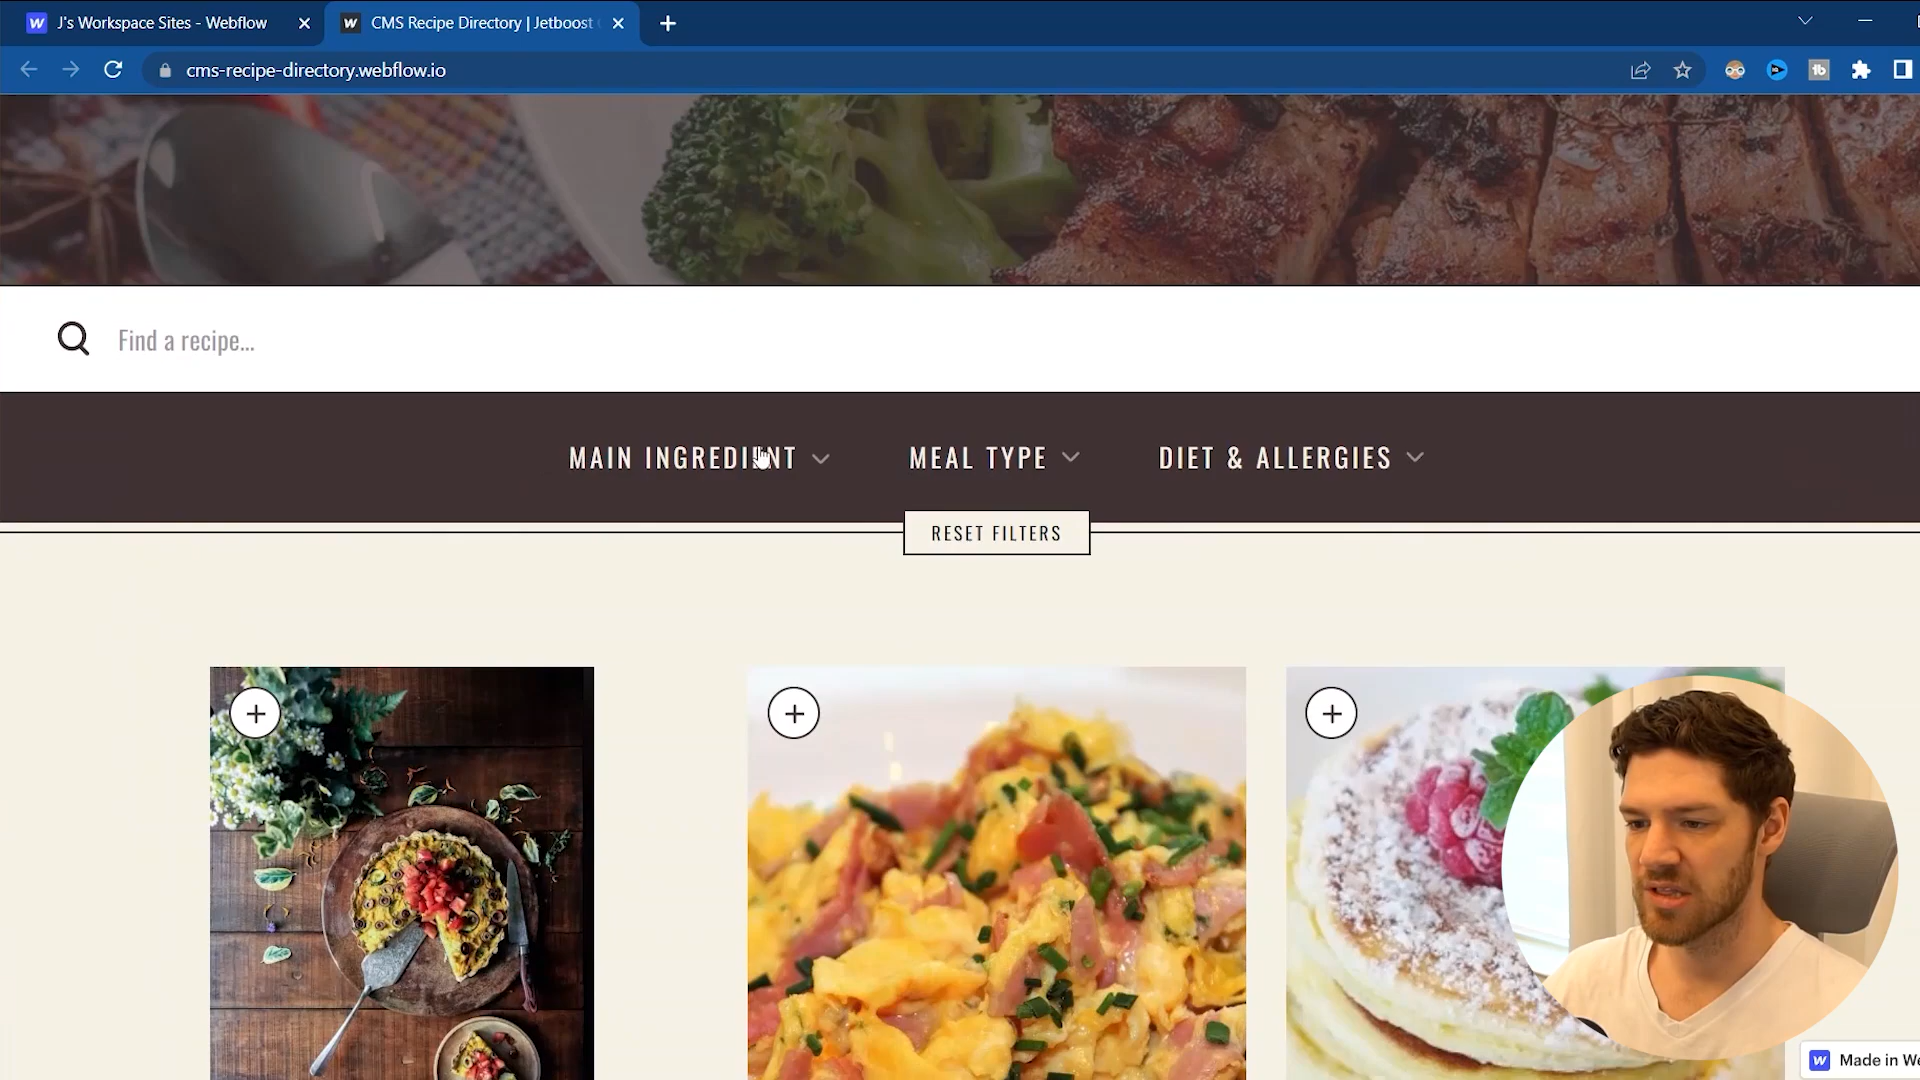 J's Workspace Sites - Webflow
CMS Recipe Directory | Jetboost
cms-recipe-directory.webflow.io
Find a recipe...
MAIN INGREDIENT
MEAL TYPE
DIET & ALLERGIES
RESET FILTERS
Made in We